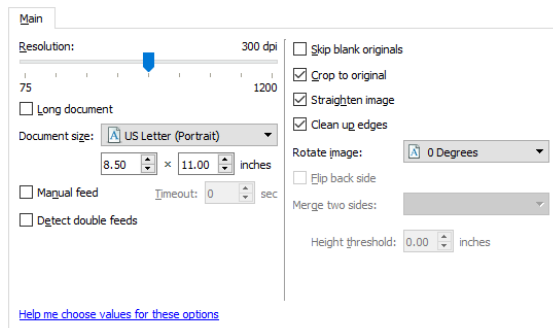 Main
Resolution: 300 dpi
75 1200
Long document
Document size: US Letter (Portrait)
8.50 × 11.00 inches
Manual feed Timeout: 0 sec
Detect double feeds
Skip blank originals
Crop to original
Straighten image
Clean up edges
Rotate image: 0 Degrees
Flip back side
Merge two sides:
Height threshold: 0.00 inches
Help me choose values for these options